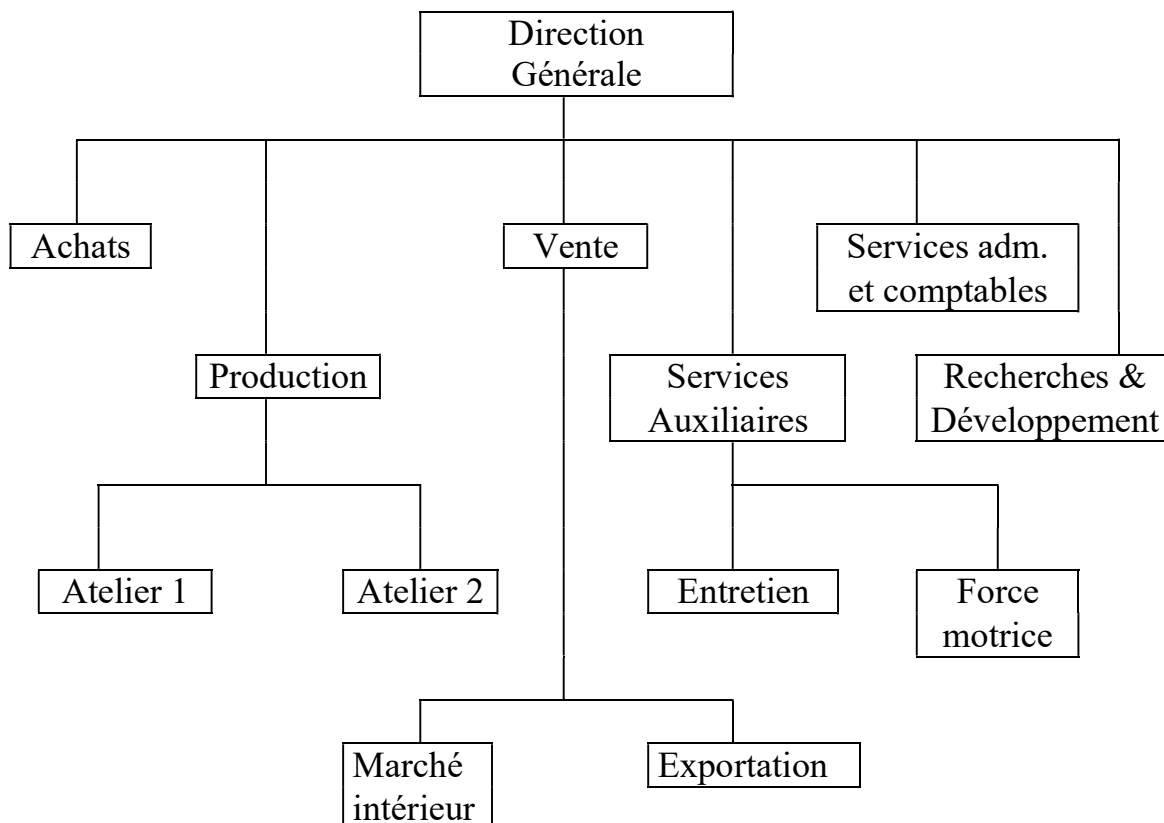 Direction
Générale
Achats
Vente
Services adm.
et comptables
Production
Services
Auxiliaires
Recherches &
Développement
Atelier 1
Atelier 2
Entretien
Force
motrice
Marché
intérieur
Exportation